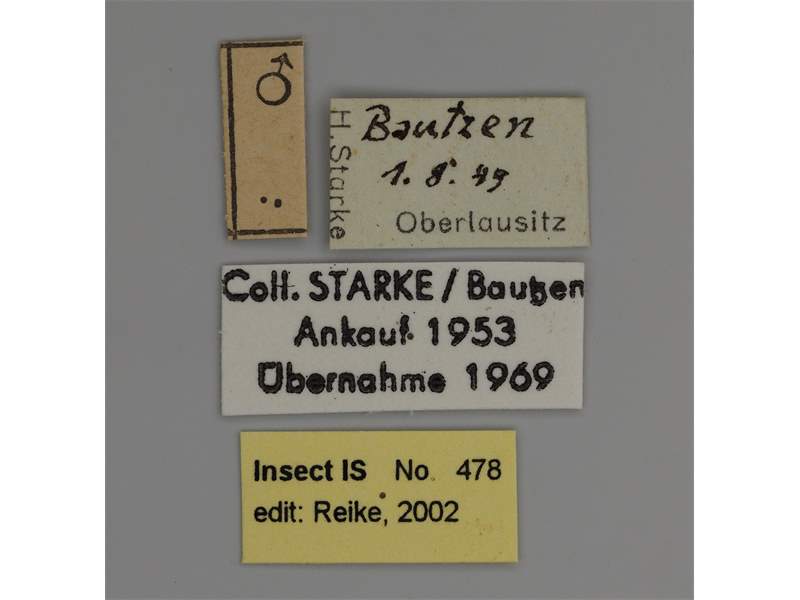 ♂
H. Starke
Bautzen
1. 8. 49
Oberlausitz
Coll. STARKE / Bautzen
Ankauf 1953
Übernahme 1969
Insect IS No. 478
edit: Reike, 2002